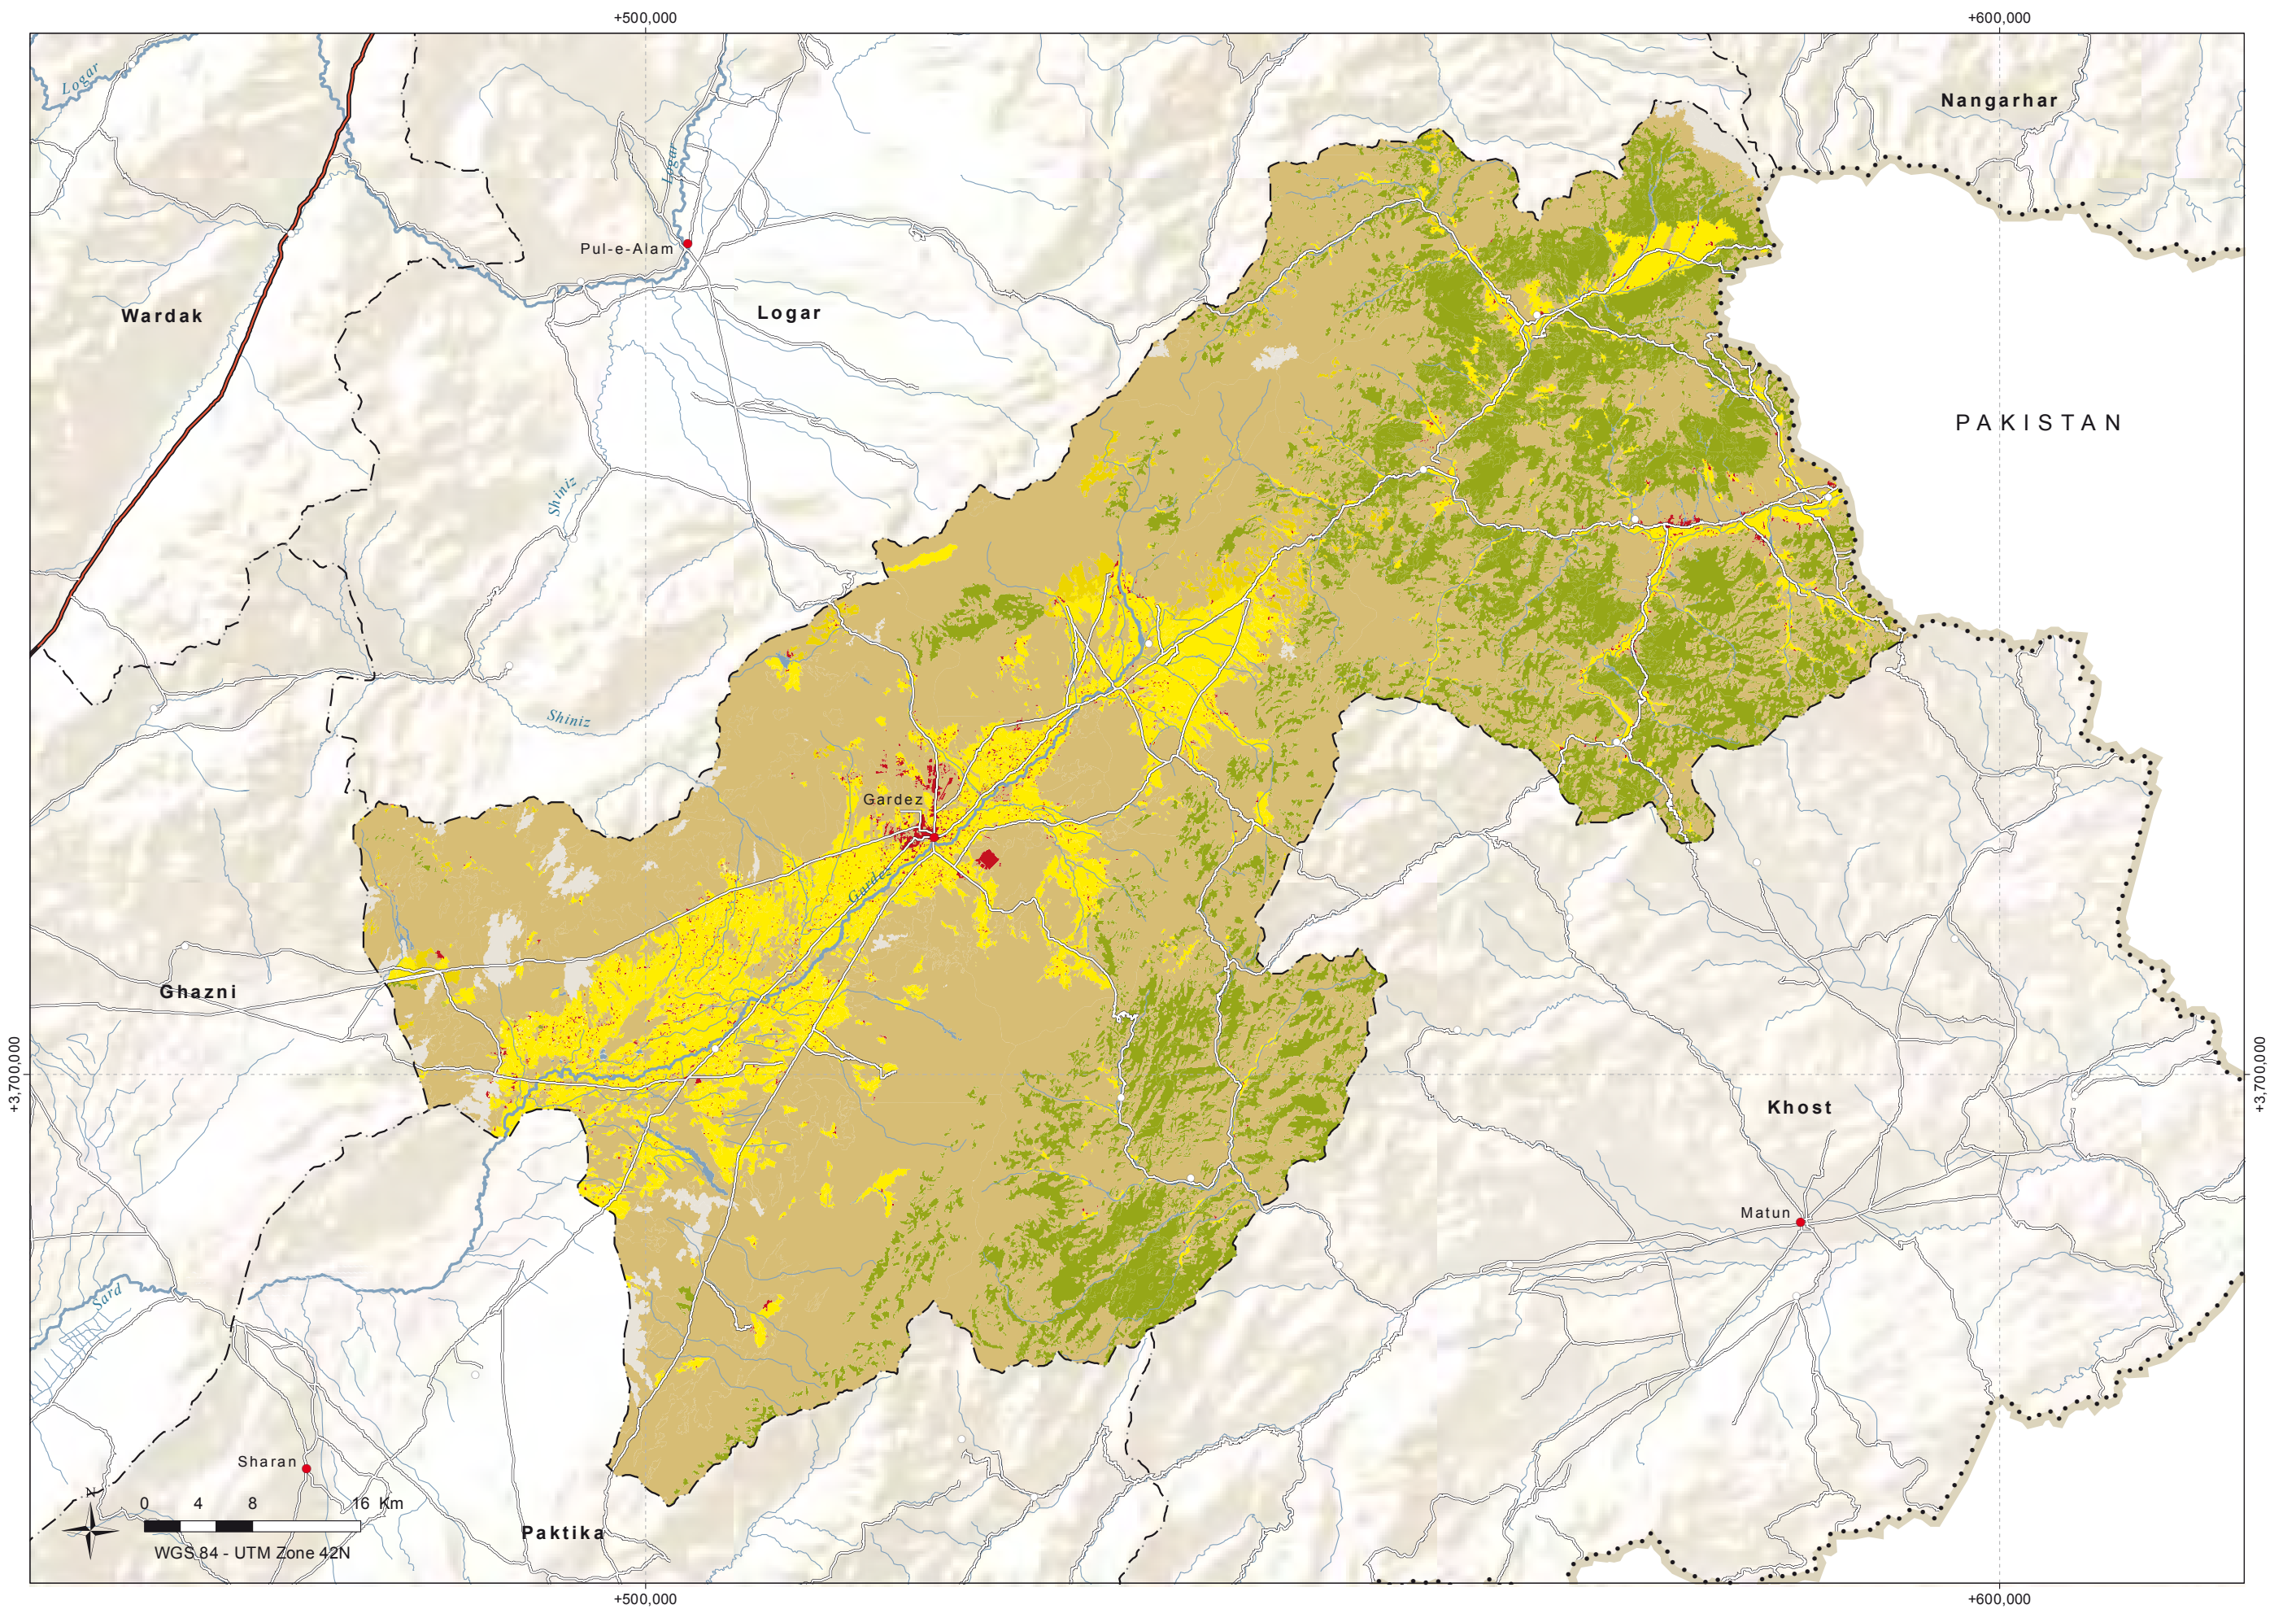 +500,000
+600,000
Logar
Nangarhar
Logar
Pul-e-Alam
Wardak
Logar
PAKISTAN
Shiniz
Shiniz
Gardez
Gardez
Ghazni
+3,700,000
+3,700,000
Khost
Matun
Sard
Sharan
0 4 8 16 Km
Paktika
WGS 84 - UTM Zone 42N
+500,000
+600,000